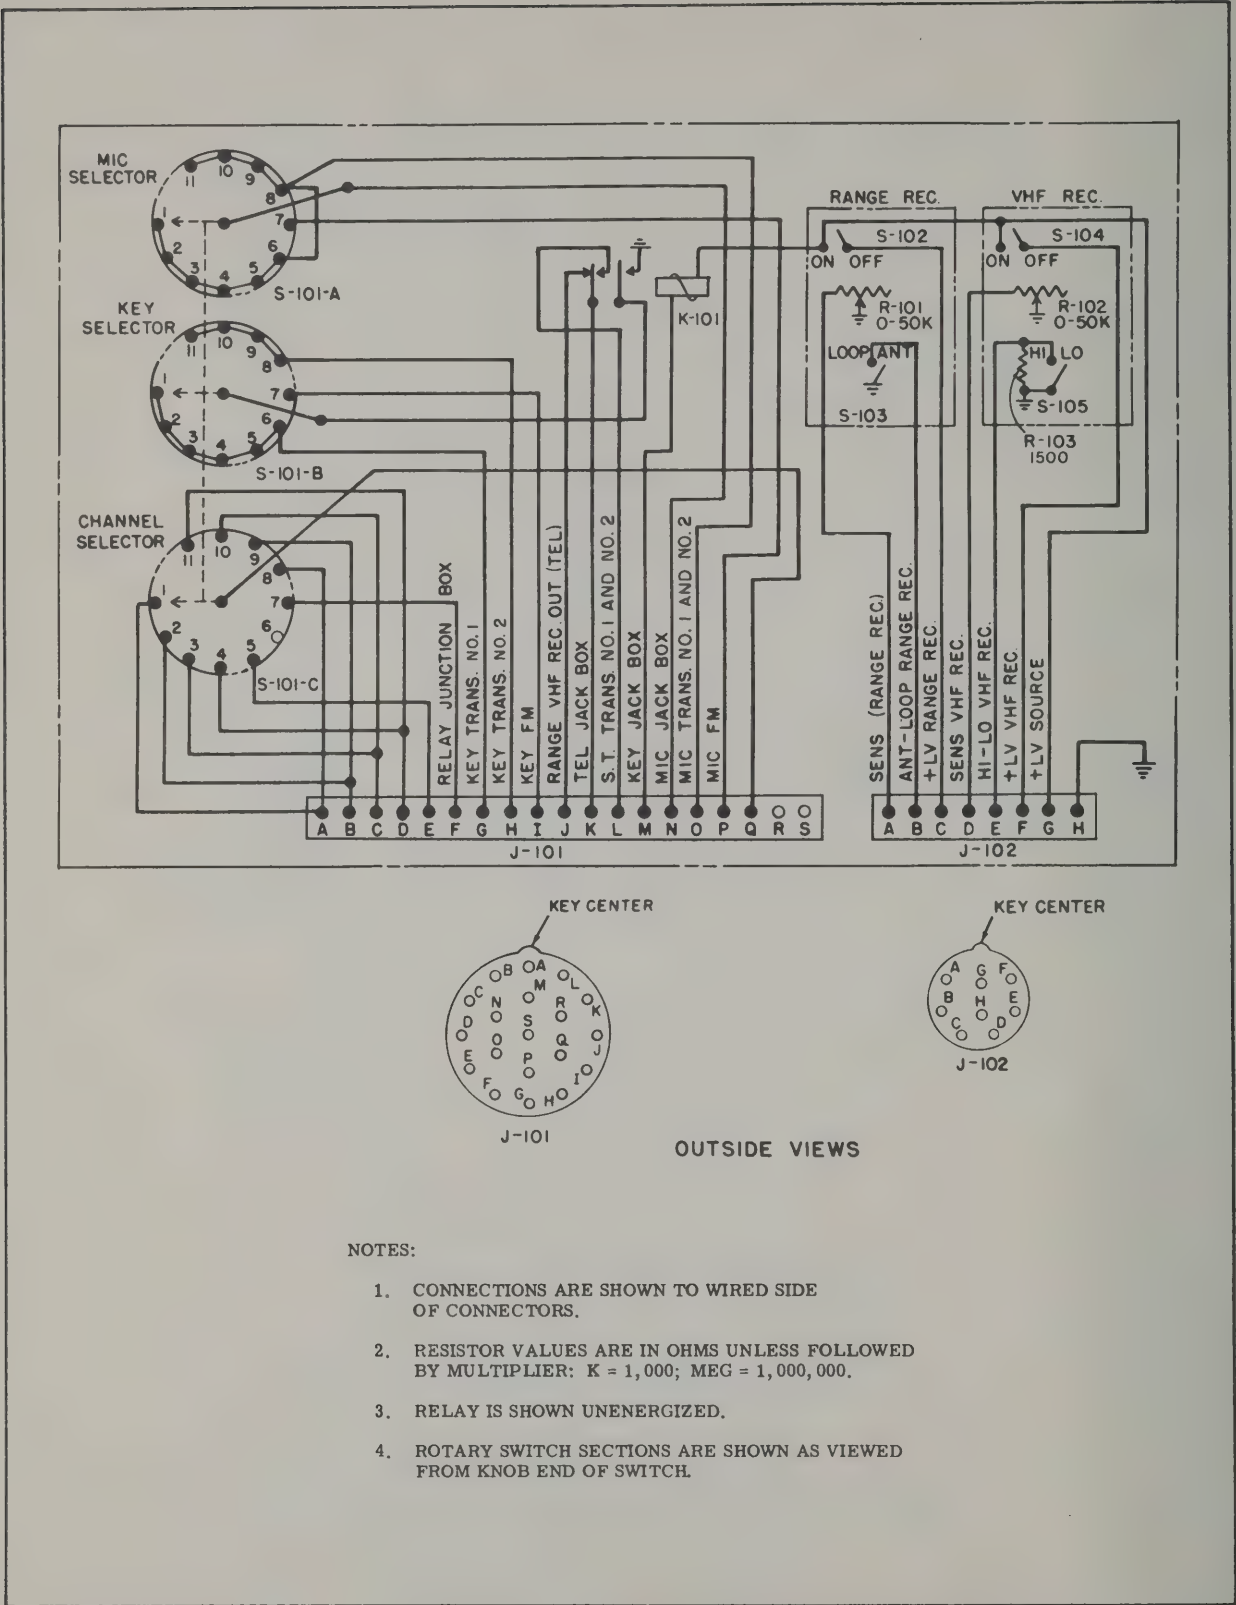 MIC
SELECTOR
11
10
9
8
1
7
2
6
3
4
5
S-101-A
KEY
SELECTOR
11
10
9
8
1
7
2
6
3
4
5
S-101-B
CHANNEL
SELECTOR
11
10
9
8
1
7
2
6
3
4
5
S-101-C
K-101
RANGE REC.
S-102
ON OFF
R-101
0-50K
LOOP ANT
S-103
VHF REC.
S-104
ON OFF
R-102
0-50K
HI LO
S-105
R-103
1500
RELAY JUNCTION BOX
KEY TRANS. NO. 1
KEY TRANS. NO. 2
KEY FM
RANGE VHF REC. OUT (TEL)
TEL JACK BOX
S.T. TRANS. NO. 1 AND NO. 2
KEY JACK BOX
MIC JACK BOX
MIC TRANS. NO. 1 AND NO. 2
MIC FM
SENS (RANGE REC.)
ANT-LOOP RANGE REC.
+LV RANGE REC.
SENS VHF REC.
HI-LO VHF REC.
+LV VHF REC.
+LV SOURCE
A B C D E F G H I J K L M N O P Q R S
J-101
A B C D E F G H
J-102
KEY CENTER
B A
L
C N M R K
D S
O Q J
E P
F G H I
J-101
KEY CENTER
A G F
B H E
C D
J-102
OUTSIDE VIEWS
NOTES:
1. CONNECTIONS ARE SHOWN TO WIRED SIDE
OF CONNECTORS.
2. RESISTOR VALUES ARE IN OHMS UNLESS FOLLOWED
BY MULTIPLIER: K = 1,000; MEG = 1,000,000.
3. RELAY IS SHOWN UNENERGIZED.
4. ROTARY SWITCH SECTIONS ARE SHOWN AS VIEWED
FROM KNOB END OF SWITCH.